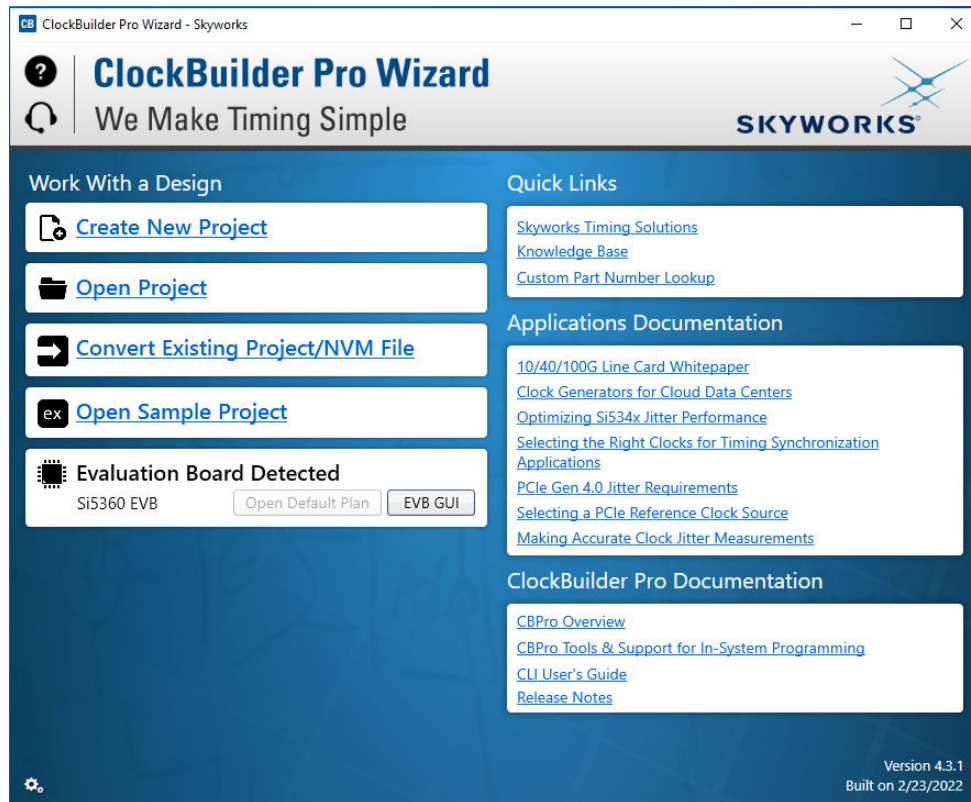 CB ClockBuilder Pro Wizard - Skyworks
? ClockBuilder Pro Wizard
We Make Timing Simple
SKYWORKS®
Work With a Design
Create New Project
Open Project
Convert Existing Project/NVM File
ex Open Sample Project
Evaluation Board Detected
Si5360 EVB Open Default Plan EVB GUI
Quick Links
Skyworks Timing Solutions
Knowledge Base
Custom Part Number Lookup
Applications Documentation
10/40/100G Line Card Whitepaper
Clock Generators for Cloud Data Centers
Optimizing Si534x Jitter Performance
Selecting the Right Clocks for Timing Synchronization
Applications
PCIe Gen 4.0 Jitter Requirements
Selecting a PCIe Reference Clock Source
Making Accurate Clock Jitter Measurements
ClockBuilder Pro Documentation
CBPro Overview
CBPro Tools & Support for In-System Programming
CLI User's Guide
Release Notes
Version 4.3.1
Built on 2/23/2022